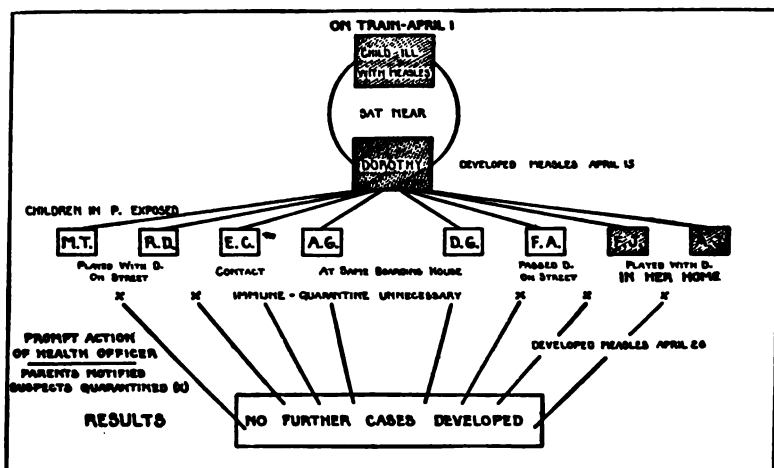 ON TRAIN-APRIL 1
CHILD ILL
WITH MEASLES
SAT NEAR
DOROTHY
DEVELOPED MEASLES APRIL 15
CHILDREN IN P. EXPOSED
M.T. R.D. E.C. A.G. D.G. F.A.
PLAYED WITH D.
ON STREET
CONTACT
AT SAME BOARDING HOUSE
PASSED D.
ON STREET
PLAYED WITH D.
IN HER HOME
x x IMMUNE - QUARANTINE UNNECESSARY x x x
PROMPT ACTION
OF HEALTH OFFICER
PARENTS NOTIFIED
SUSPECTS QUARANTINED (X)
DEVELOPED MEASLES APRIL 26
RESULTS
NO FURTHER CASES DEVELOPED